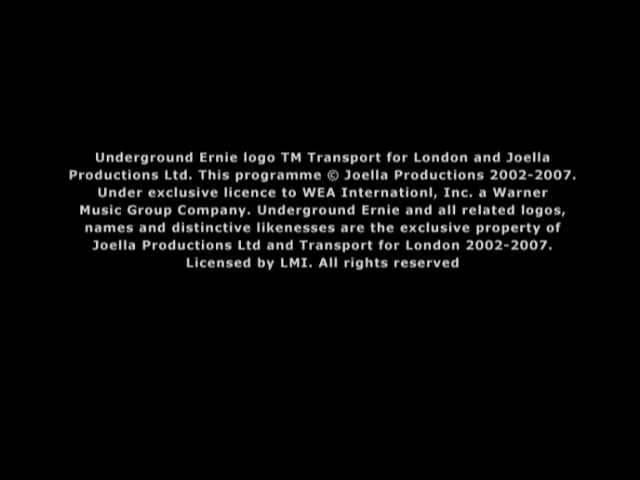 Underground Ernie logo TM Transport for London and Joella
Productions Ltd. This programme © Joella Productions 2002-2007.
Under exclusive licence to WEA Internationl, Inc. a Warner
Music Group Company. Underground Ernie and all related logos,
names and distinctive likenesses are the exclusive property of
Joella Productions Ltd and Transport for London 2002-2007.
Licensed by LMI. All rights reserved